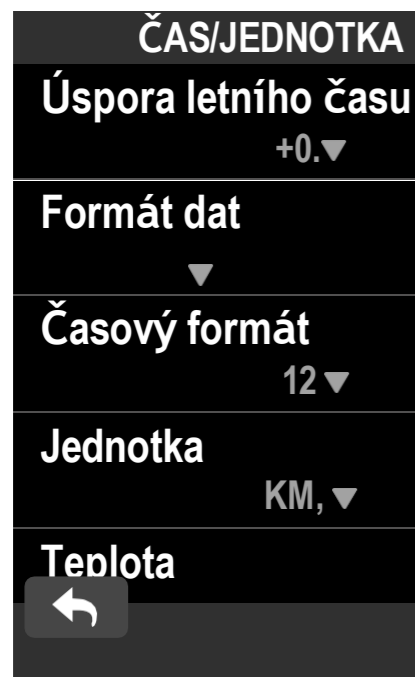 ČAS/JEDNOTKA
Úspora letního času
+0.
Formát dat
Časový formát
12
Jednotka
KM,
Teplota